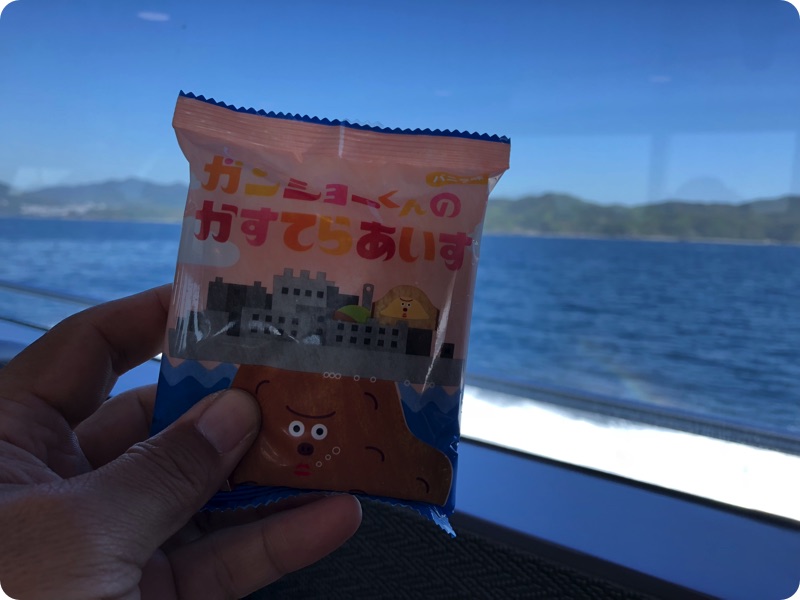 バニラ
ガンショーくんの
かすてらあいす